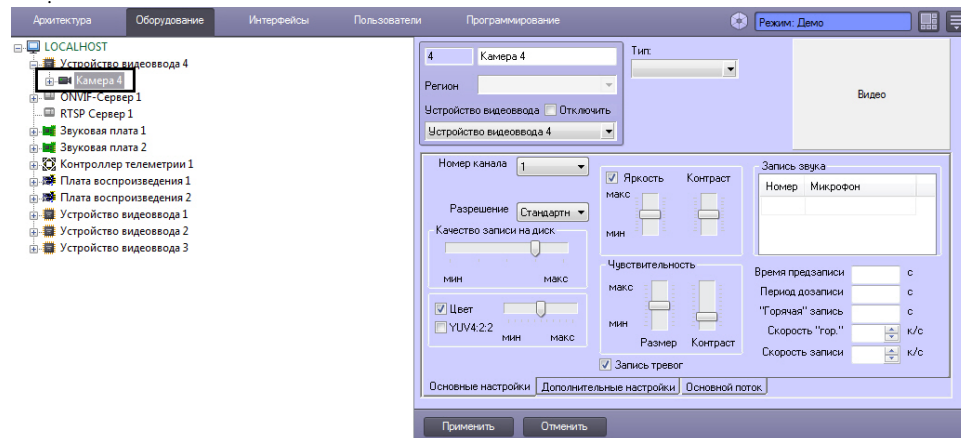 Архитектура Оборудование Интерфейсы Пользователи Программирование Режим: Демо
LOCALHOST
Устройство видеоввода 4
Камера 4
ONVIF-Сервер 1
RTSP Сервер 1
Звуковая плата 1
Звуковая плата 2
Контроллер телеметрии 1
Плата воспроизведения 1
Плата воспроизведения 2
Устройство видеоввода 1
Устройство видеоввода 2
Устройство видеоввода 3
4 Камера 4
Тип:
Регион
Устройство видеоввода Отключить
Устройство видеоввода 4
Видео
Номер канала 1
Разрешение Стандартн
Качество записи на диск
мин макс
Цвет
YUV4:2:2
мин макс
Яркость Контраст
макс
мин
Чувствительность
макс
мин
Размер Контраст
Запись тревог
Запись звука
Номер Микрофон
Время предзаписи с
Период дозаписи с
"Горячая" запись с
Скорость "гор." к/с
Скорость записи к/с
Основные настройки Дополнительные настройки Основной поток
Применить Отменить